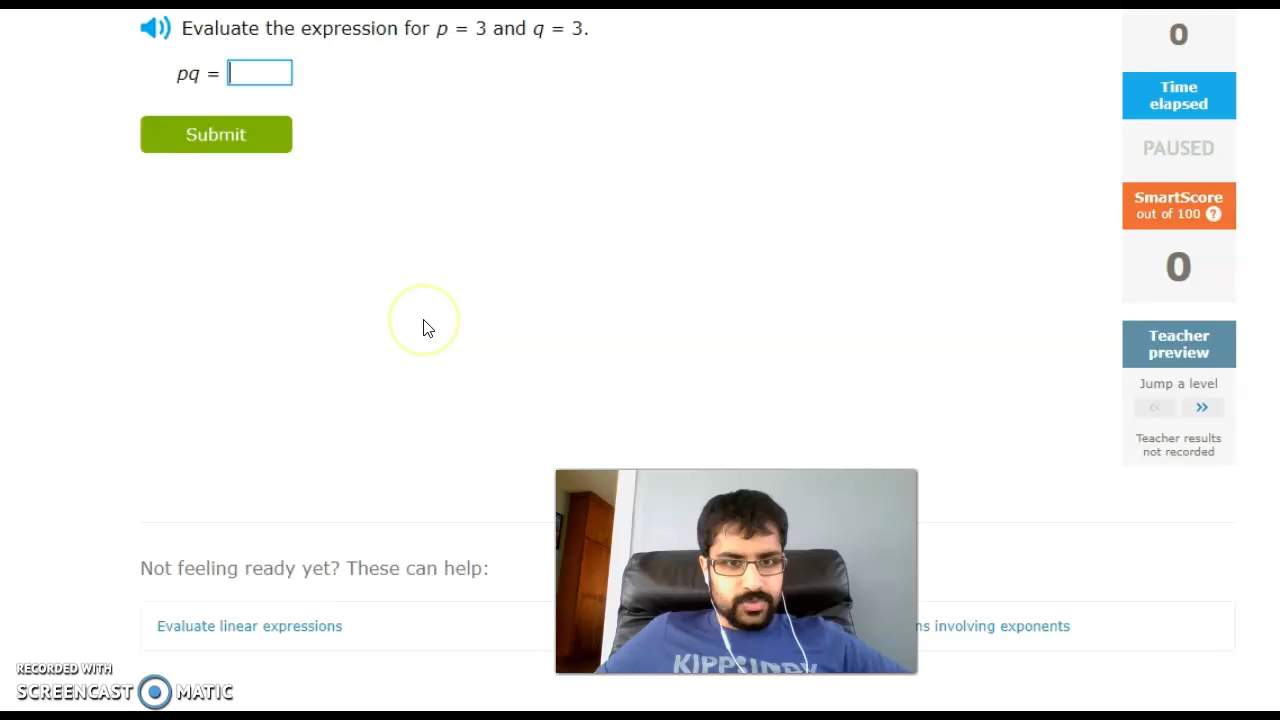 Evaluate the expression for p = 3 and q = 3.
pq =
Submit
0
Time
elapsed
PAUSED
SmartScore
out of 100 ?
0
Teacher
preview
Jump a level
« »
Teacher results
not recorded
Not feeling ready yet? These can help:
Evaluate linear expressions
involving exponents
RECORDED WITH
SCREENCAST MATIC